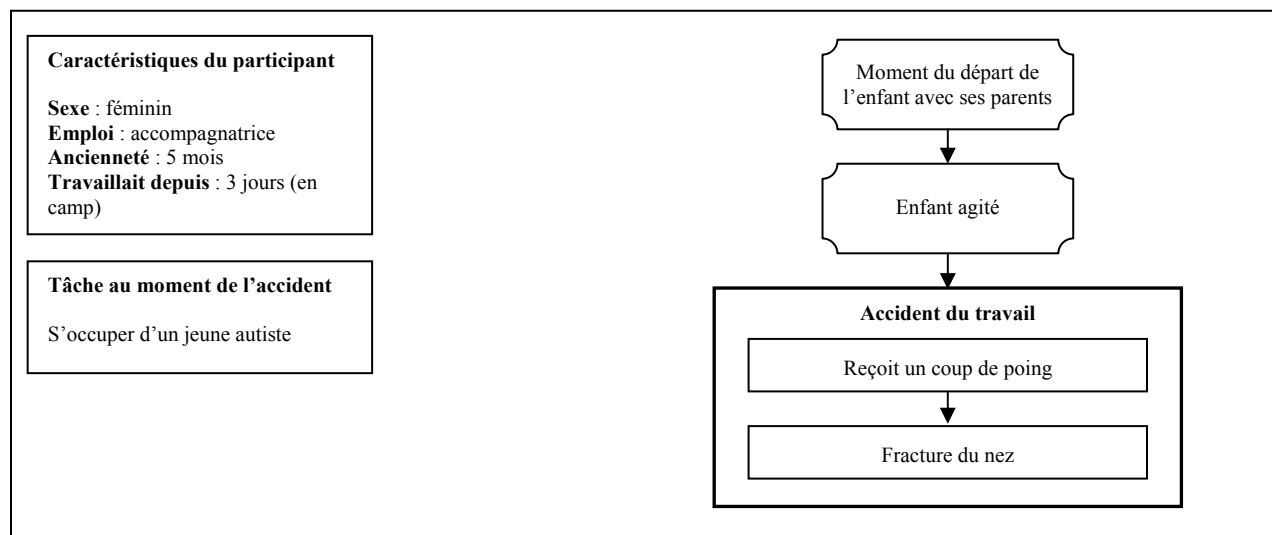 Caractéristiques du participant
Sexe : féminin
Emploi : accompagnatrice
Ancienneté : 5 mois
Travaillait depuis : 3 jours (en
camp)
Tâche au moment de l’accident
S’occuper d’un jeune autiste
Moment du départ de
l’enfant avec ses parents
Enfant agité
Accident du travail
Reçoit un coup de poing
Fracture du nez